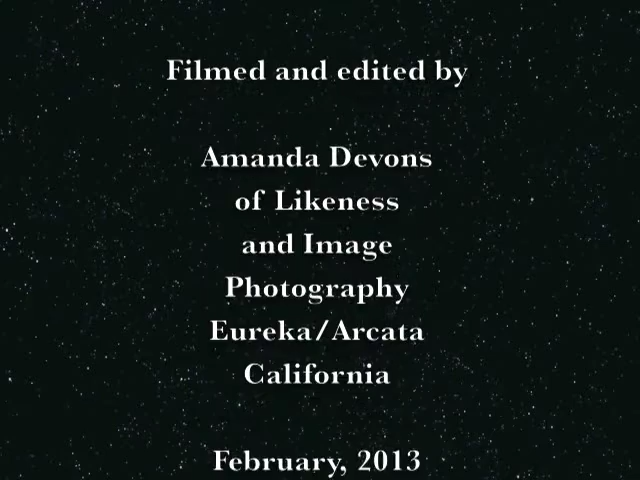 Filmed and edited by
Amanda Devons
of Likeness
and Image
Photography
Eureka/Arcata
California
February, 2013